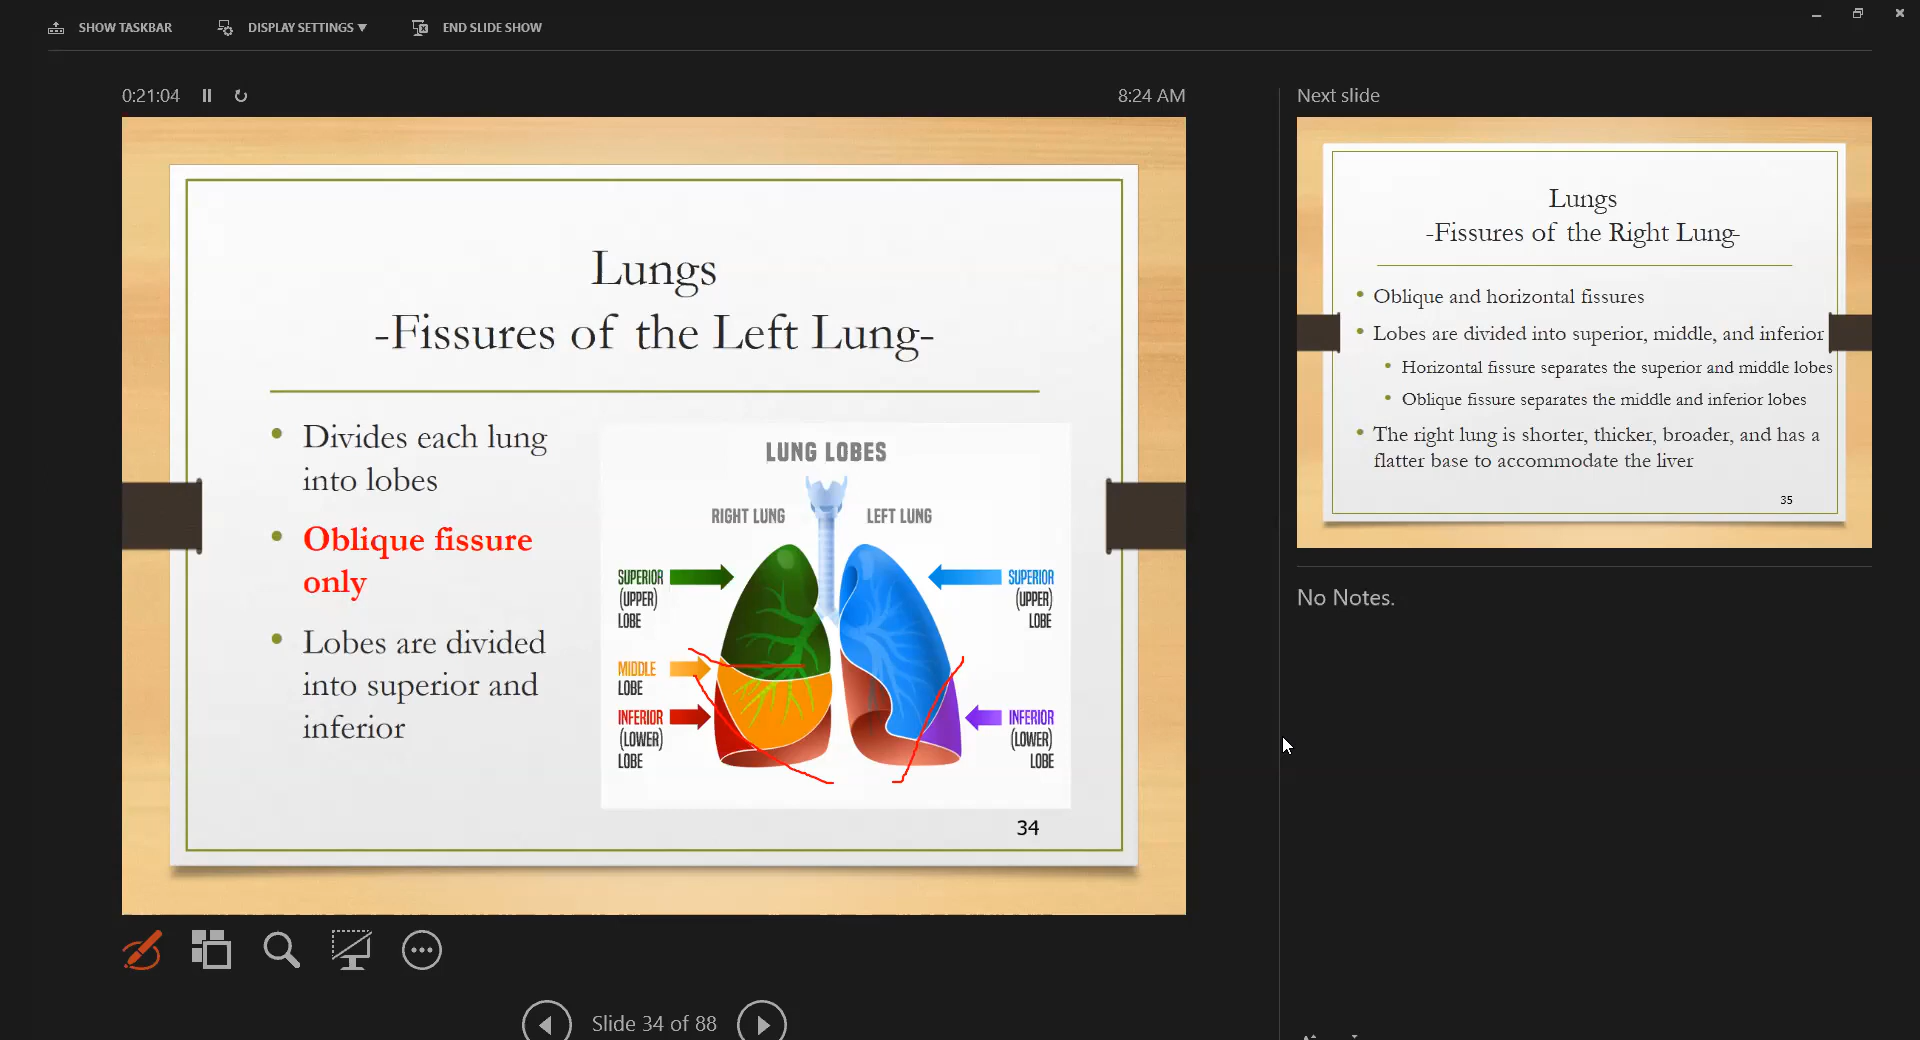 SHOW TASKBAR
DISPLAY SETTINGS ▼
END SLIDE SHOW
0:21:04
8:24 AM
Lungs
-Fissures of the Left Lung-
• Divides each lung
into lobes
• Oblique fissure
only
• Lobes are divided
into superior and
inferior
LUNG LOBES
RIGHT LUNG
LEFT LUNG
SUPERIOR
(UPPER)
LOBE
MIDDLE
LOBE
INFERIOR
(LOWER)
LOBE
SUPERIOR
(UPPER)
LOBE
INFERIOR
(LOWER)
LOBE
34
Slide 34 of 88
Next slide
Lungs
-Fissures of the Right Lung-
• Oblique and horizontal fissures
• Lobes are divided into superior, middle, and inferior
• Horizontal fissure separates the superior and middle lobes
• Oblique fissure separates the middle and inferior lobes
• The right lung is shorter, thicker, broader, and has a
flatter base to accommodate the liver
35
No Notes.